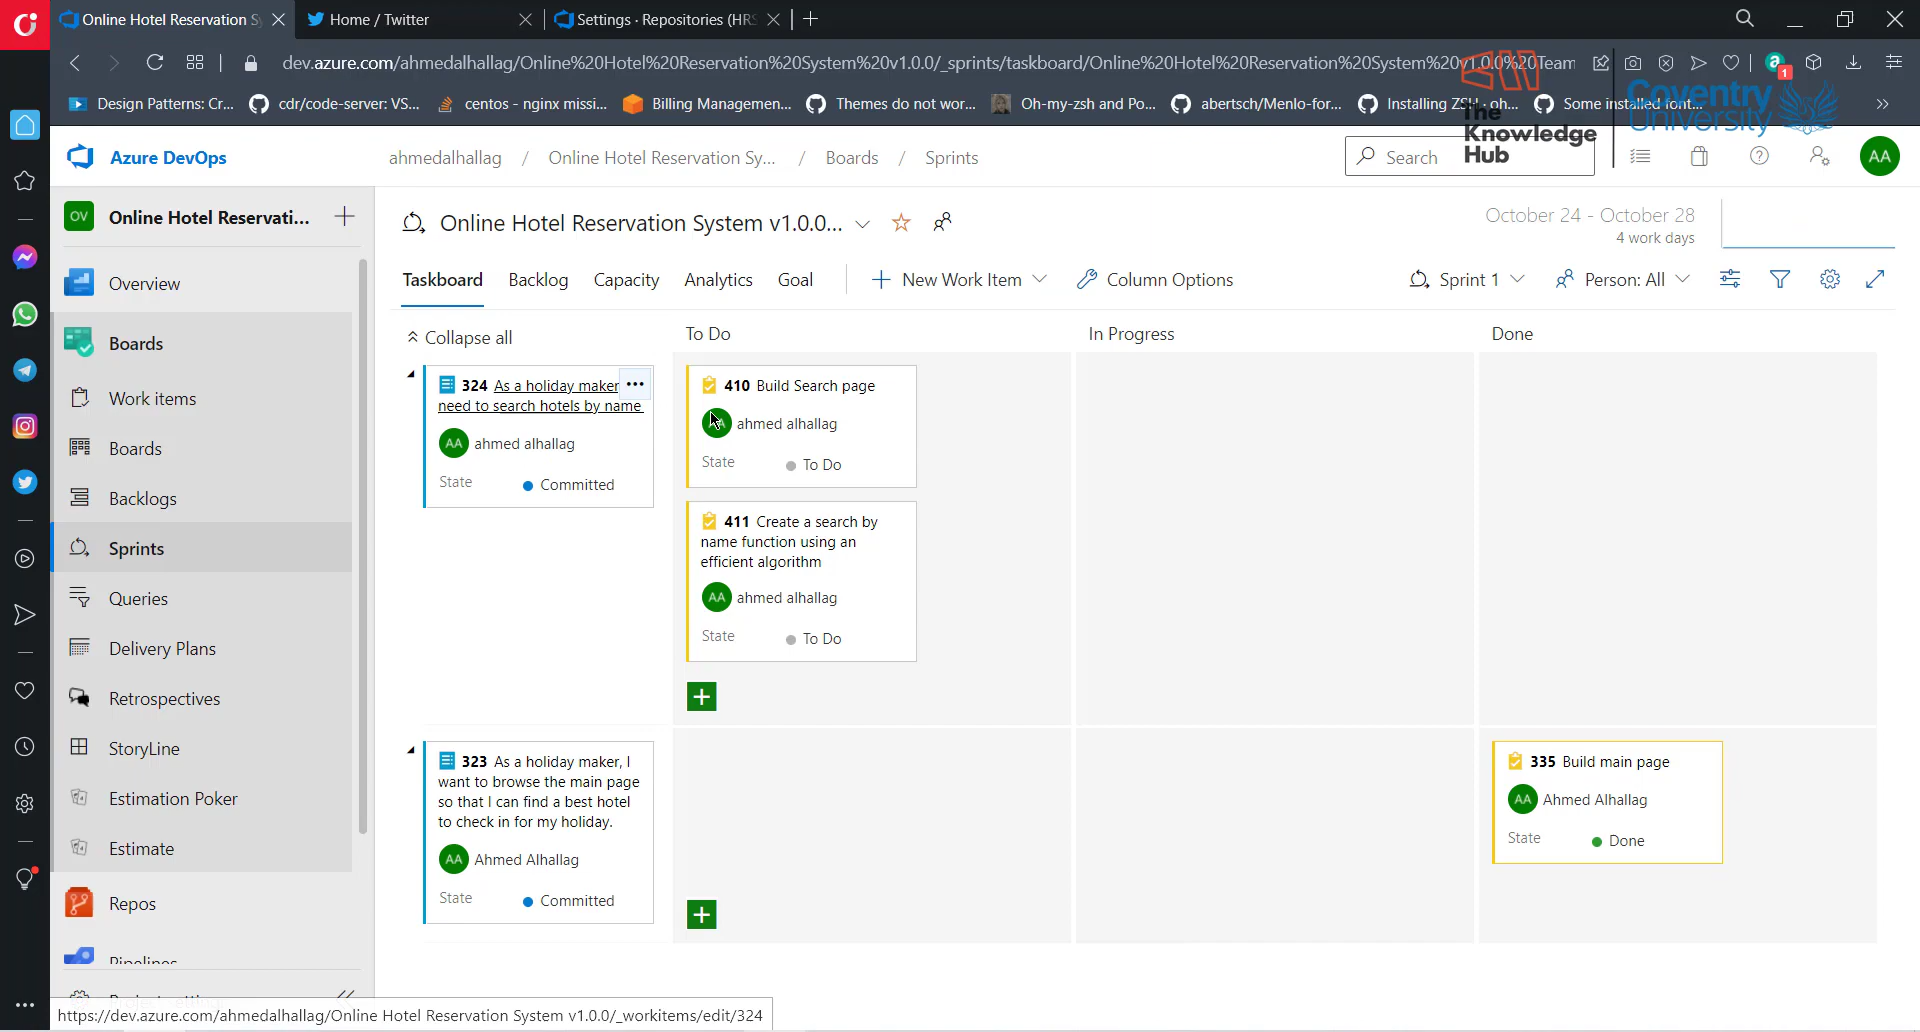 Online Hotel Reservation S
Home / Twitter
Settings · Repositories (HRS
dev.azure.com/ahmedalhallag/Online%20Hotel%20Reservation%20System%20v1.0.0/_sprints/taskboard/Online%20Hotel%20Reservation%20System%20v1.0.0%20Team
a
1
Design Patterns: Cr...
cdr/code-server: VS...
centos - nginx missi...
Billing Managemen...
Themes do not wor...
Oh-my-zsh and Po...
abertsch/Menlo-for...
Installing ZSH · oh...
Some installed font...
The
Knowledge
Hub
Coventry
University
Azure DevOps
ahmedalhallag / Online Hotel Reservation Sy... / Boards / Sprints
Search
AA
OV Online Hotel Reservati...
Overview
Boards
Work items
Boards
Backlogs
Sprints
Queries
Delivery Plans
Retrospectives
StoryLine
Estimation Poker
Estimate
Repos
Pipelines
Online Hotel Reservation System v1.0.0...
October 24 - October 28
4 work days
Taskboard
Backlog
Capacity
Analytics
Goal
New Work Item
Column Options
Sprint 1
Person: All
Collapse all
To Do
In Progress
Done
324 As a holiday maker
need to search hotels by name
AA ahmed alhallag
State Committed
410 Build Search page
ahmed alhallag
State To Do
411 Create a search by
name function using an
efficient algorithm
AA ahmed alhallag
State To Do
323 As a holiday maker, I
want to browse the main page
so that I can find a best hotel
to check in for my holiday.
AA Ahmed Alhallag
State Committed
335 Build main page
AA Ahmed Alhallag
State Done
https://dev.azure.com/ahmedalhallag/Online Hotel Reservation System v1.0.0/_workitems/edit/324